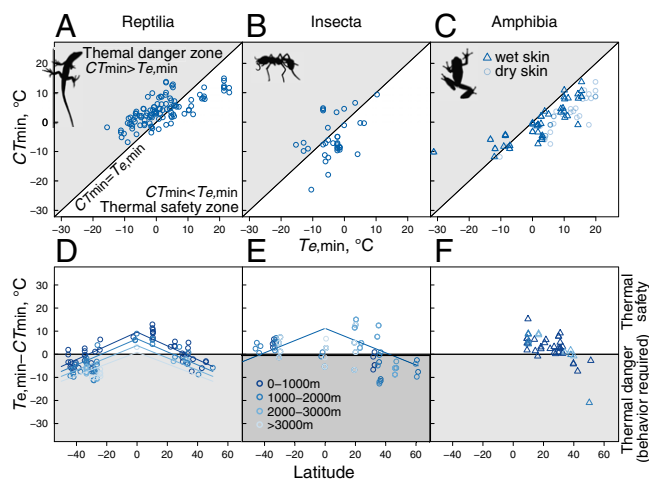 A Reptilia B Insecta C Amphibia
Themal danger zone
CTmin>Te,min
CTmin=Te,min
CTmin<Te,min
Thermal safety zone
wet skin
dry skin
CTmin, °C
20
10
0
−10
−20
−30
−30 −20 −10 0 10 20
−30 −20 −10 0 10 20
−30 −20 −10 0 10 20
Te,min, °C
D E F
Te,min−CTmin, °C
30
20
10
0
−10
−20
−30
0−1000m
1000−2000m
2000−3000m
>3000m
Thermal safety
Thermal danger
(behavior required)
−40 −20 0 20 40 60
−40 −20 0 20 40 60
−40 −20 0 20 40 60
Latitude